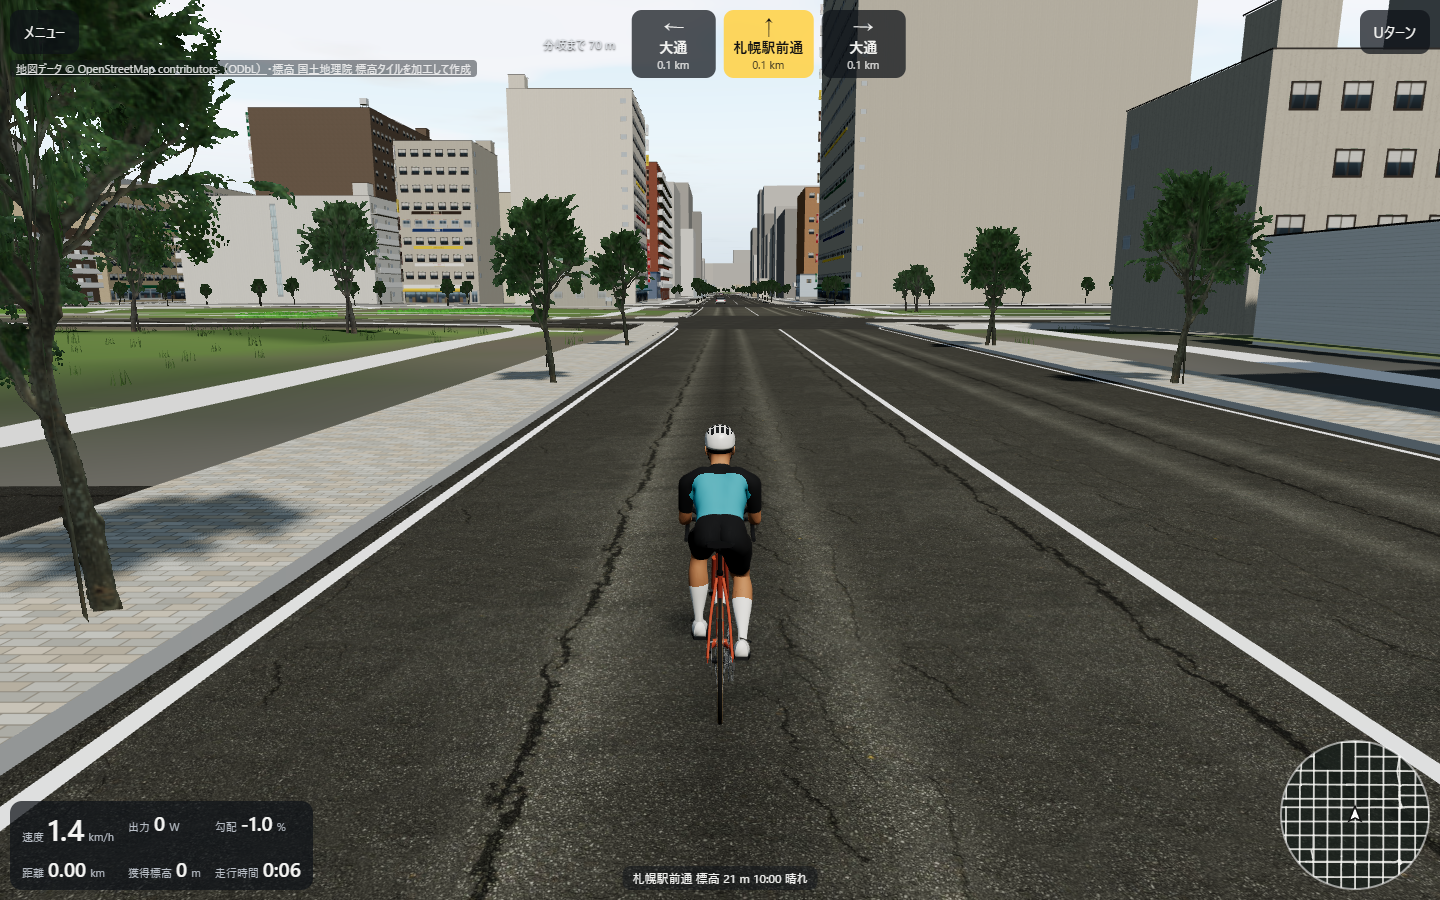 メニュー
地図データ © OpenStreetMap contributors (ODbL)・標高 国土地理院 標高タイルを加工して作成
分岐まで 70 m
←
大通
0.1 km
↑
札幌駅前通
0.1 km
→
大通
0.1 km
Uターン
速度 1.4 km/h
出力 0 W
勾配 -1.0 %
距離 0.00 km
獲得標高 0 m
走行時間 0:06
札幌駅前通 標高 21 m 10:00 晴れ